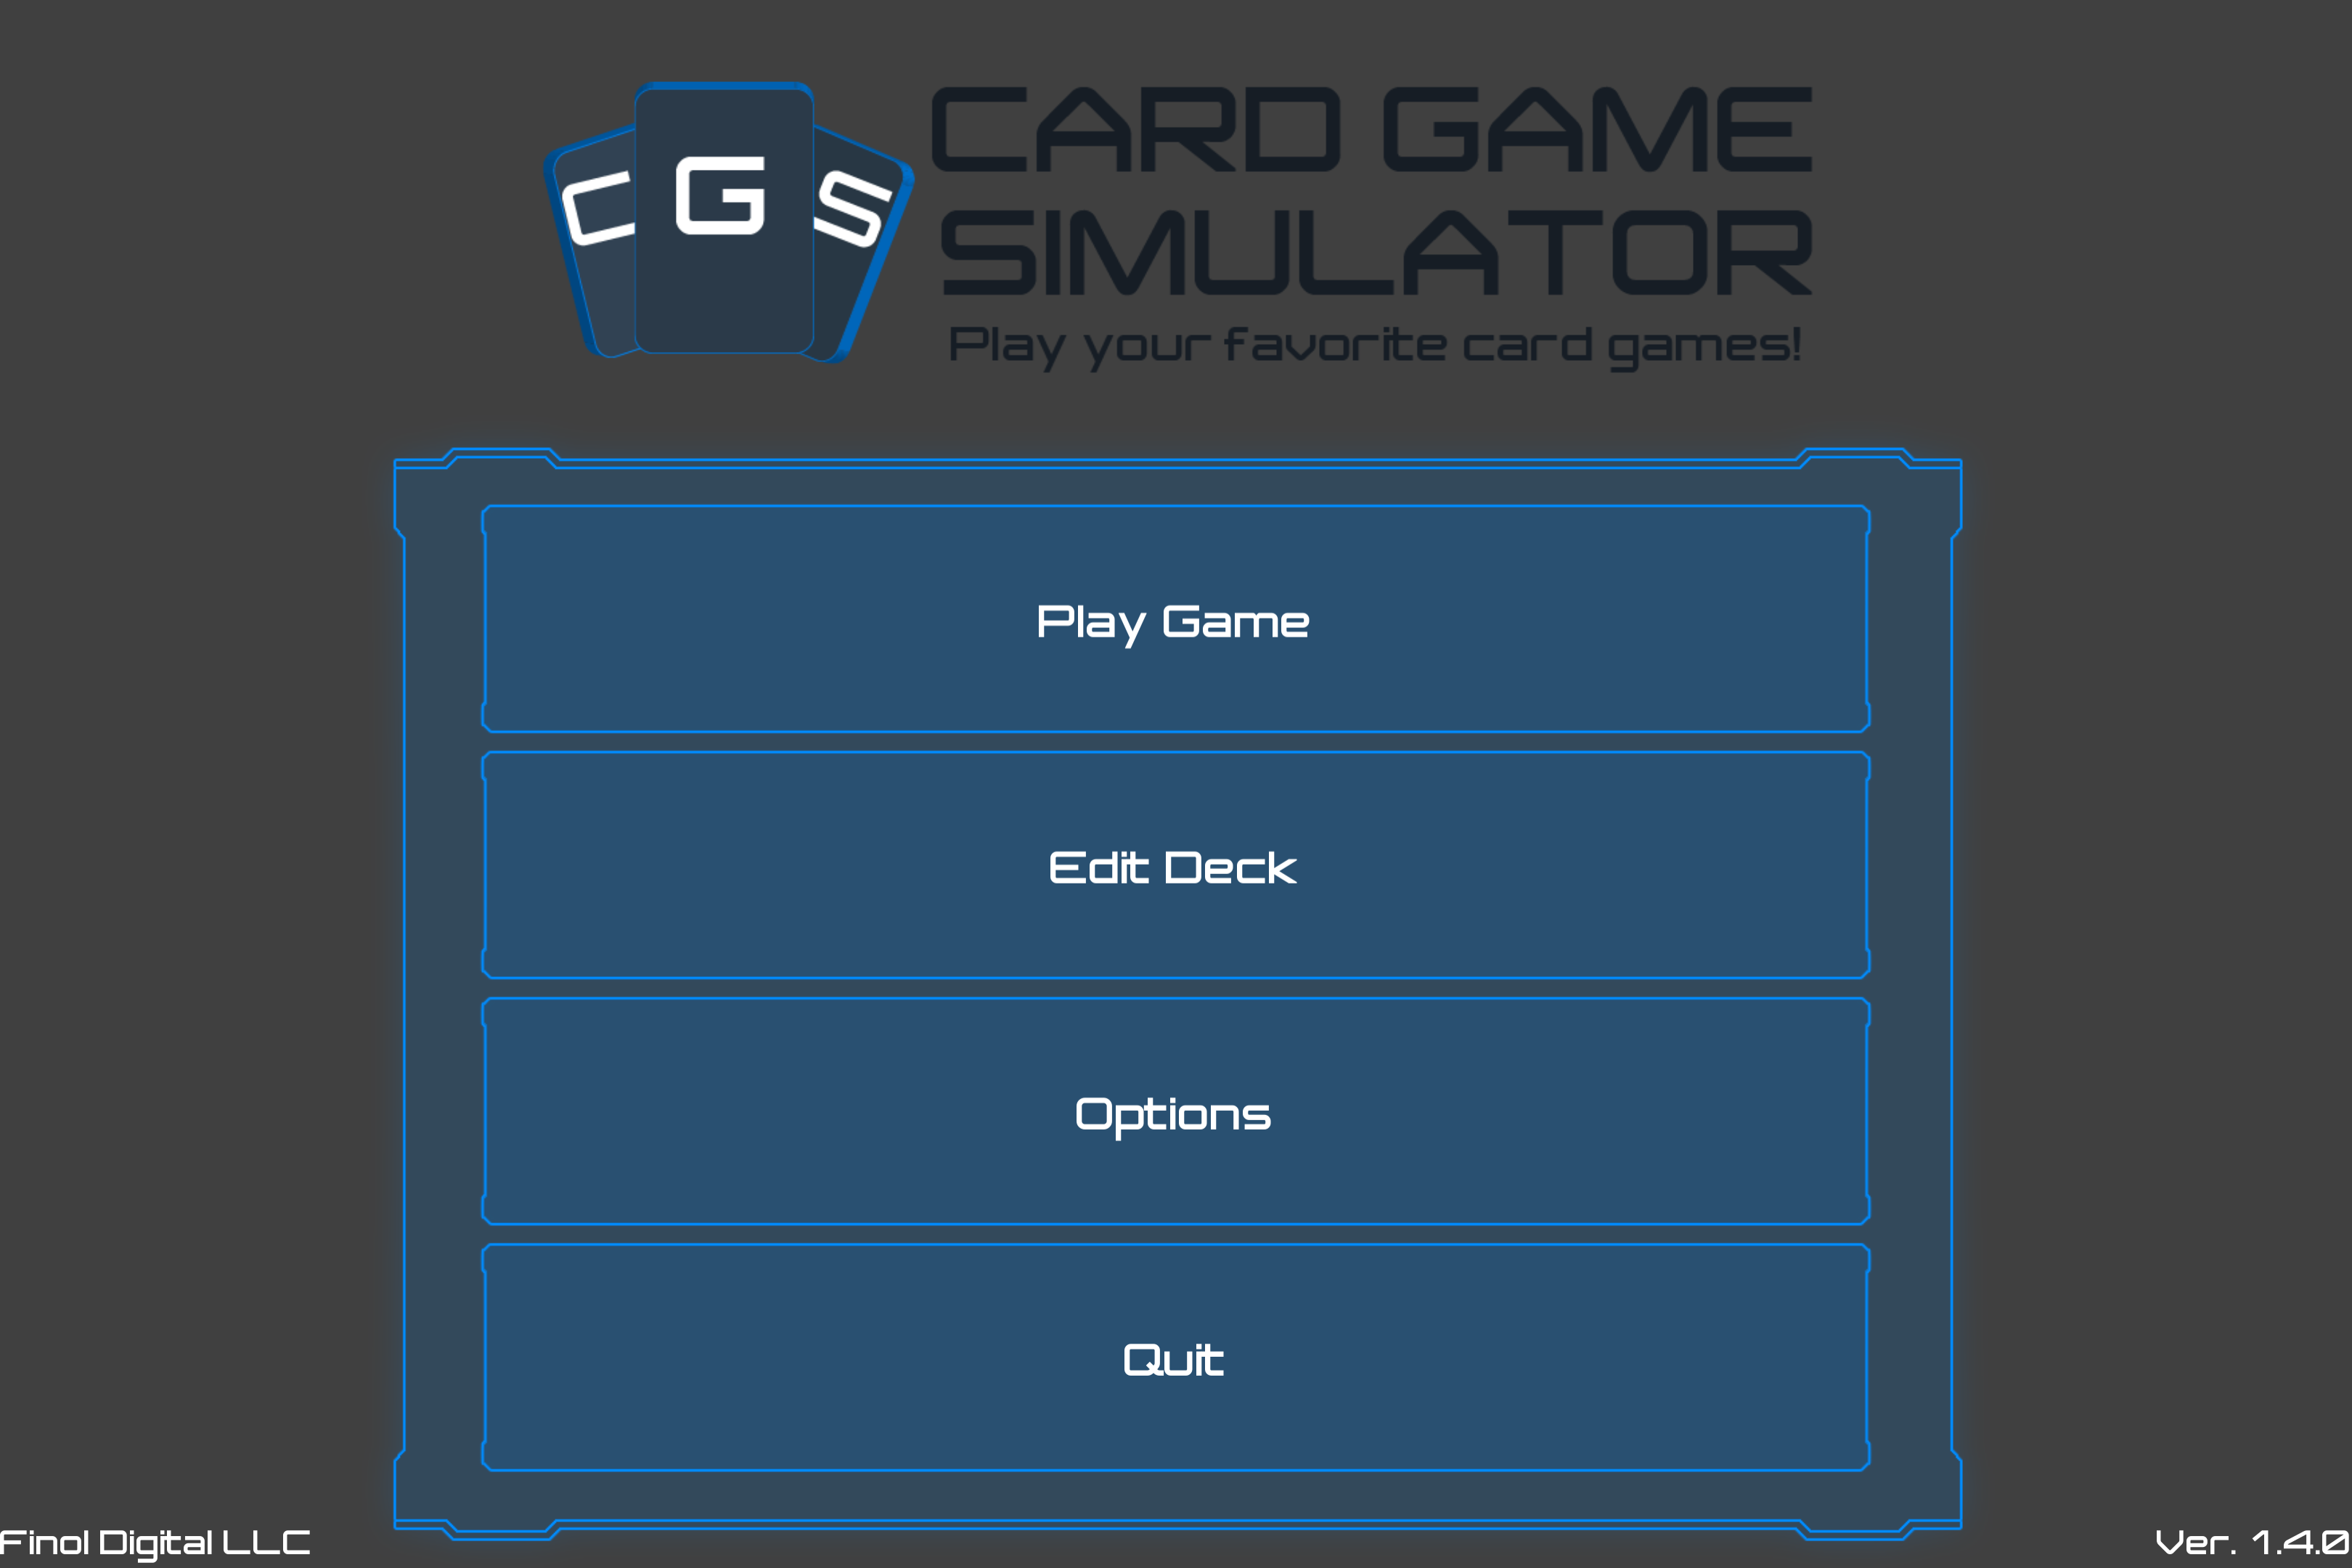 C G S
CARD GAME
SIMULATOR
Play your favorite card games!
Play Game
Edit Deck
Options
Quit
Finol Digital LLC
Ver. 1.4.0